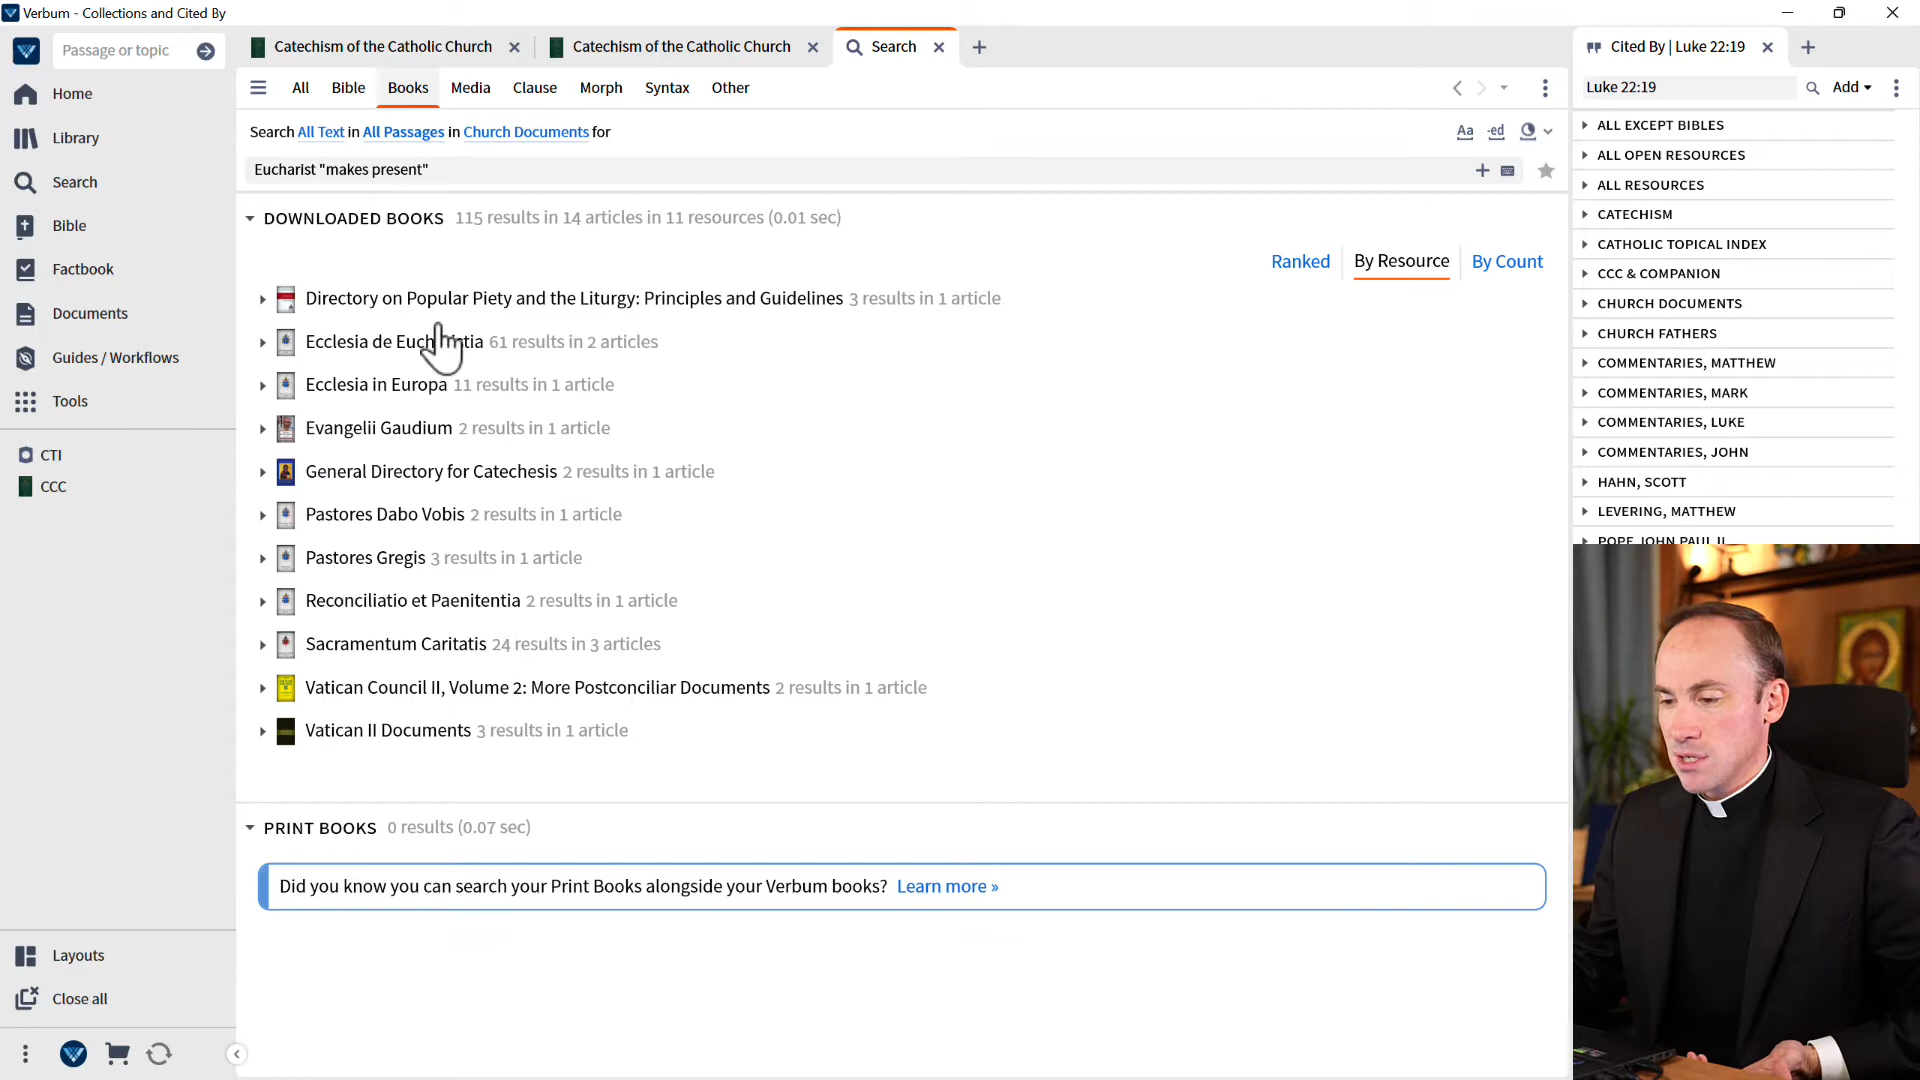 Verbum - Collections and Cited By
Passage or topic
Home
Library
Search
Bible
Factbook
Documents
Guides / Workflows
Tools
CTI
CCC
Layouts
Close all
Catechism of the Catholic Church
Catechism of the Catholic Church
Search
All Bible Books Media Clause Morph Syntax Other
Search All Text in All Passages in Church Documents for
Aa -ed
Eucharist "makes present"
DOWNLOADED BOOKS 115 results in 14 articles in 11 resources (0.01 sec)
Ranked By Resource By Count
Directory on Popular Piety and the Liturgy: Principles and Guidelines 3 results in 1 article
Ecclesia de Eucharistia 61 results in 2 articles
Ecclesia in Europa 11 results in 1 article
Evangelii Gaudium 2 results in 1 article
General Directory for Catechesis 2 results in 1 article
Pastores Dabo Vobis 2 results in 1 article
Pastores Gregis 3 results in 1 article
Reconciliatio et Paenitentia 2 results in 1 article
Sacramentum Caritatis 24 results in 3 articles
Vatican Council II, Volume 2: More Postconciliar Documents 2 results in 1 article
Vatican II Documents 3 results in 1 article
PRINT BOOKS 0 results (0.07 sec)
Did you know you can search your Print Books alongside your Verbum books? Learn more »
Cited By | Luke 22:19
Luke 22:19 Add
ALL EXCEPT BIBLES
ALL OPEN RESOURCES
ALL RESOURCES
CATECHISM
CATHOLIC TOPICAL INDEX
CCC & COMPANION
CHURCH DOCUMENTS
CHURCH FATHERS
COMMENTARIES, MATTHEW
COMMENTARIES, MARK
COMMENTARIES, LUKE
COMMENTARIES, JOHN
HAHN, SCOTT
LEVERING, MATTHEW
POPE JOHN PAUL II